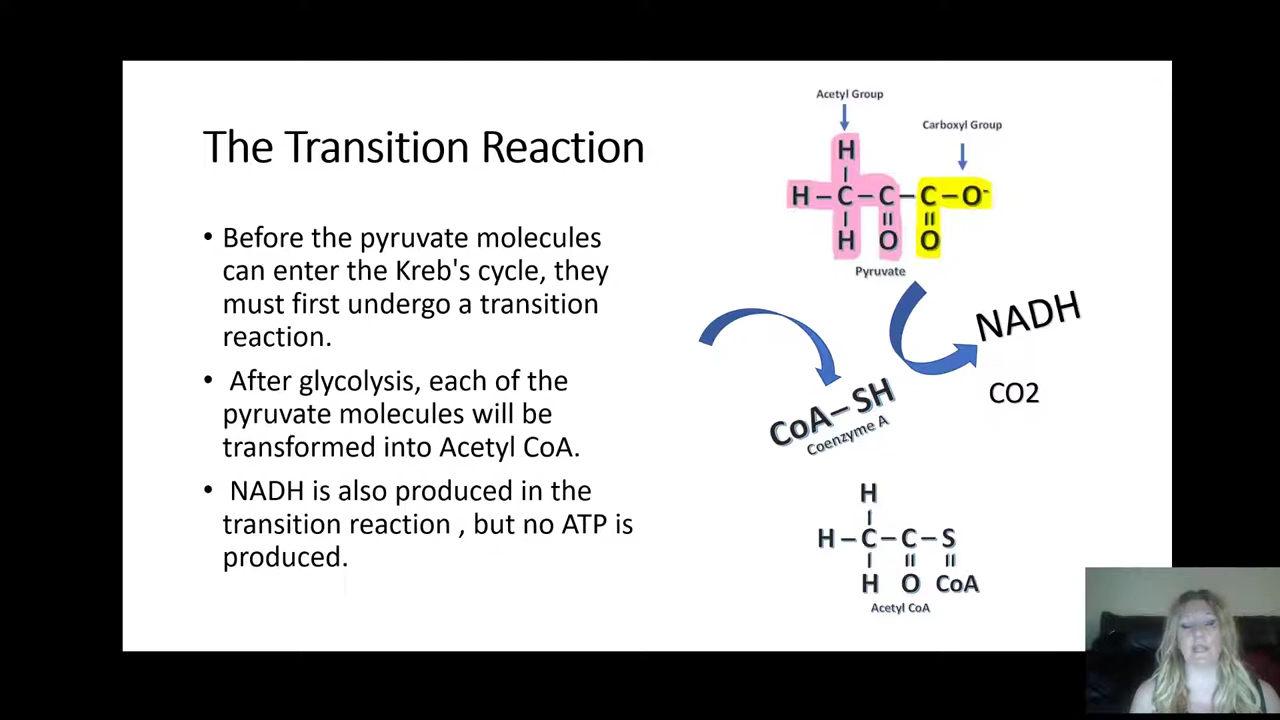 The Transition Reaction
• Before the pyruvate molecules
can enter the Kreb's cycle, they
must first undergo a transition
reaction.
• After glycolysis, each of the
pyruvate molecules will be
transformed into Acetyl CoA.
• NADH is also produced in the
transition reaction , but no ATP is
produced.
Acetyl Group
Carboxyl Group
H
H – C – C – C – O-
H O O
Pyruvate
NADH
CO2
CoA – SH
Coenzyme A
H
H – C – C – S
H O CoA
Acetyl CoA